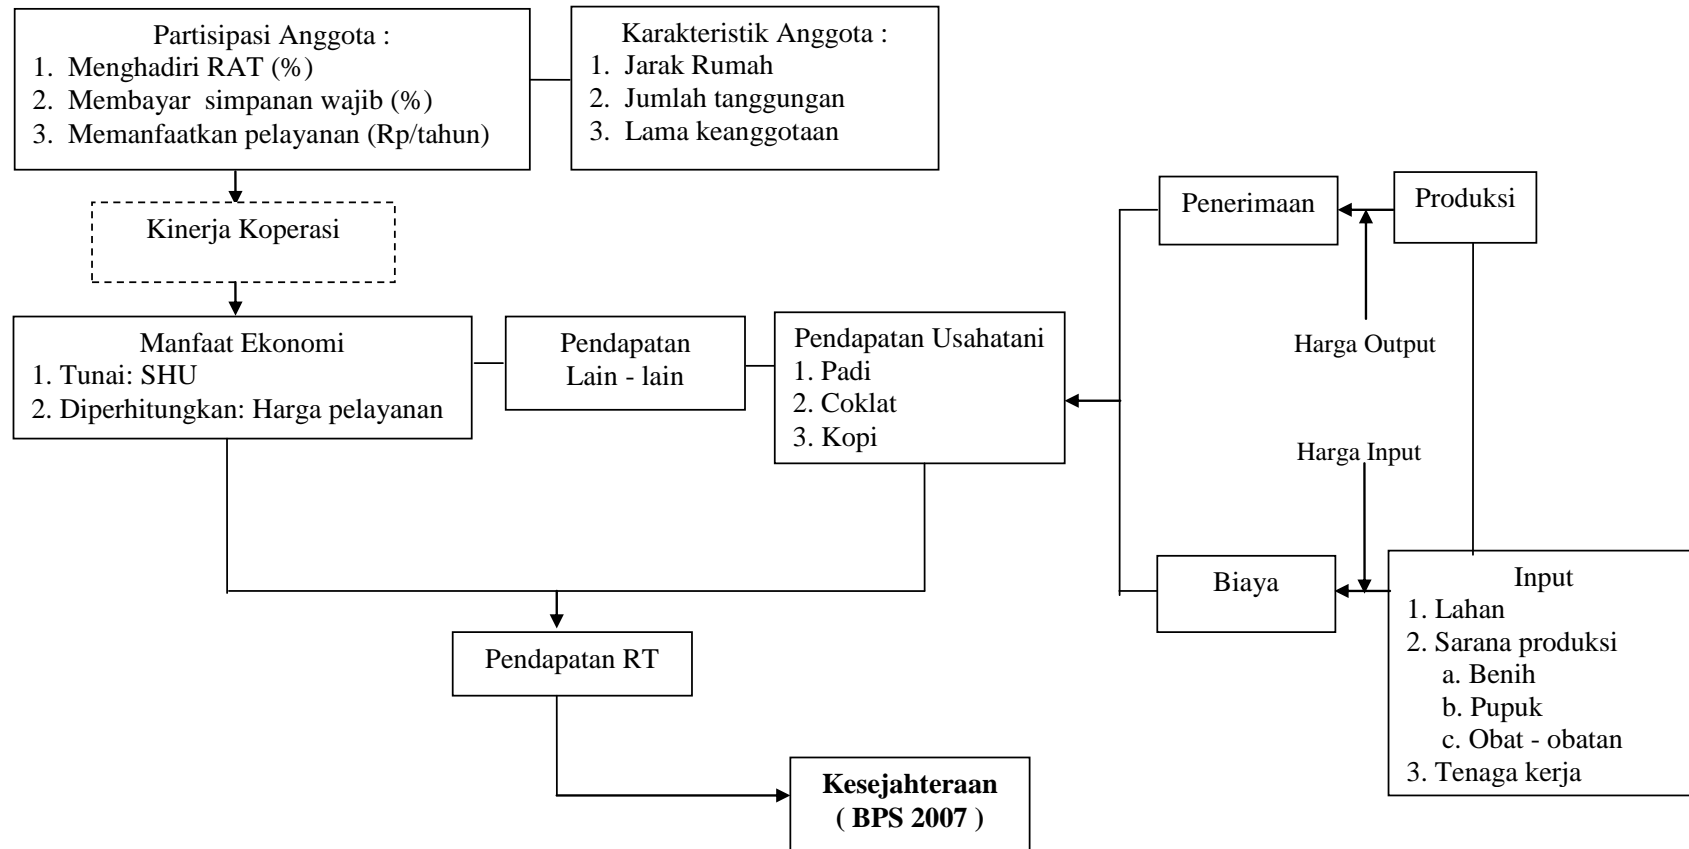 Partisipasi Anggota :
1. Menghadiri RAT (%)
2. Membayar simpanan wajib (%)
3. Memanfaatkan pelayanan (Rp/tahun)
Karakteristik Anggota :
1. Jarak Rumah
2. Jumlah tanggungan
3. Lama keanggotaan
Kinerja Koperasi
Penerimaan
Produksi
Harga Output
Manfaat Ekonomi
1. Tunai: SHU
2. Diperhitungkan: Harga pelayanan
Pendapatan
Lain - lain
Pendapatan Usahatani
1. Padi
2. Coklat
3. Kopi
Harga Input
Biaya
Input
1. Lahan
2. Sarana produksi
a. Benih
b. Pupuk
c. Obat - obatan
3. Tenaga kerja
Pendapatan RT
Kesejahteraan
( BPS 2007 )